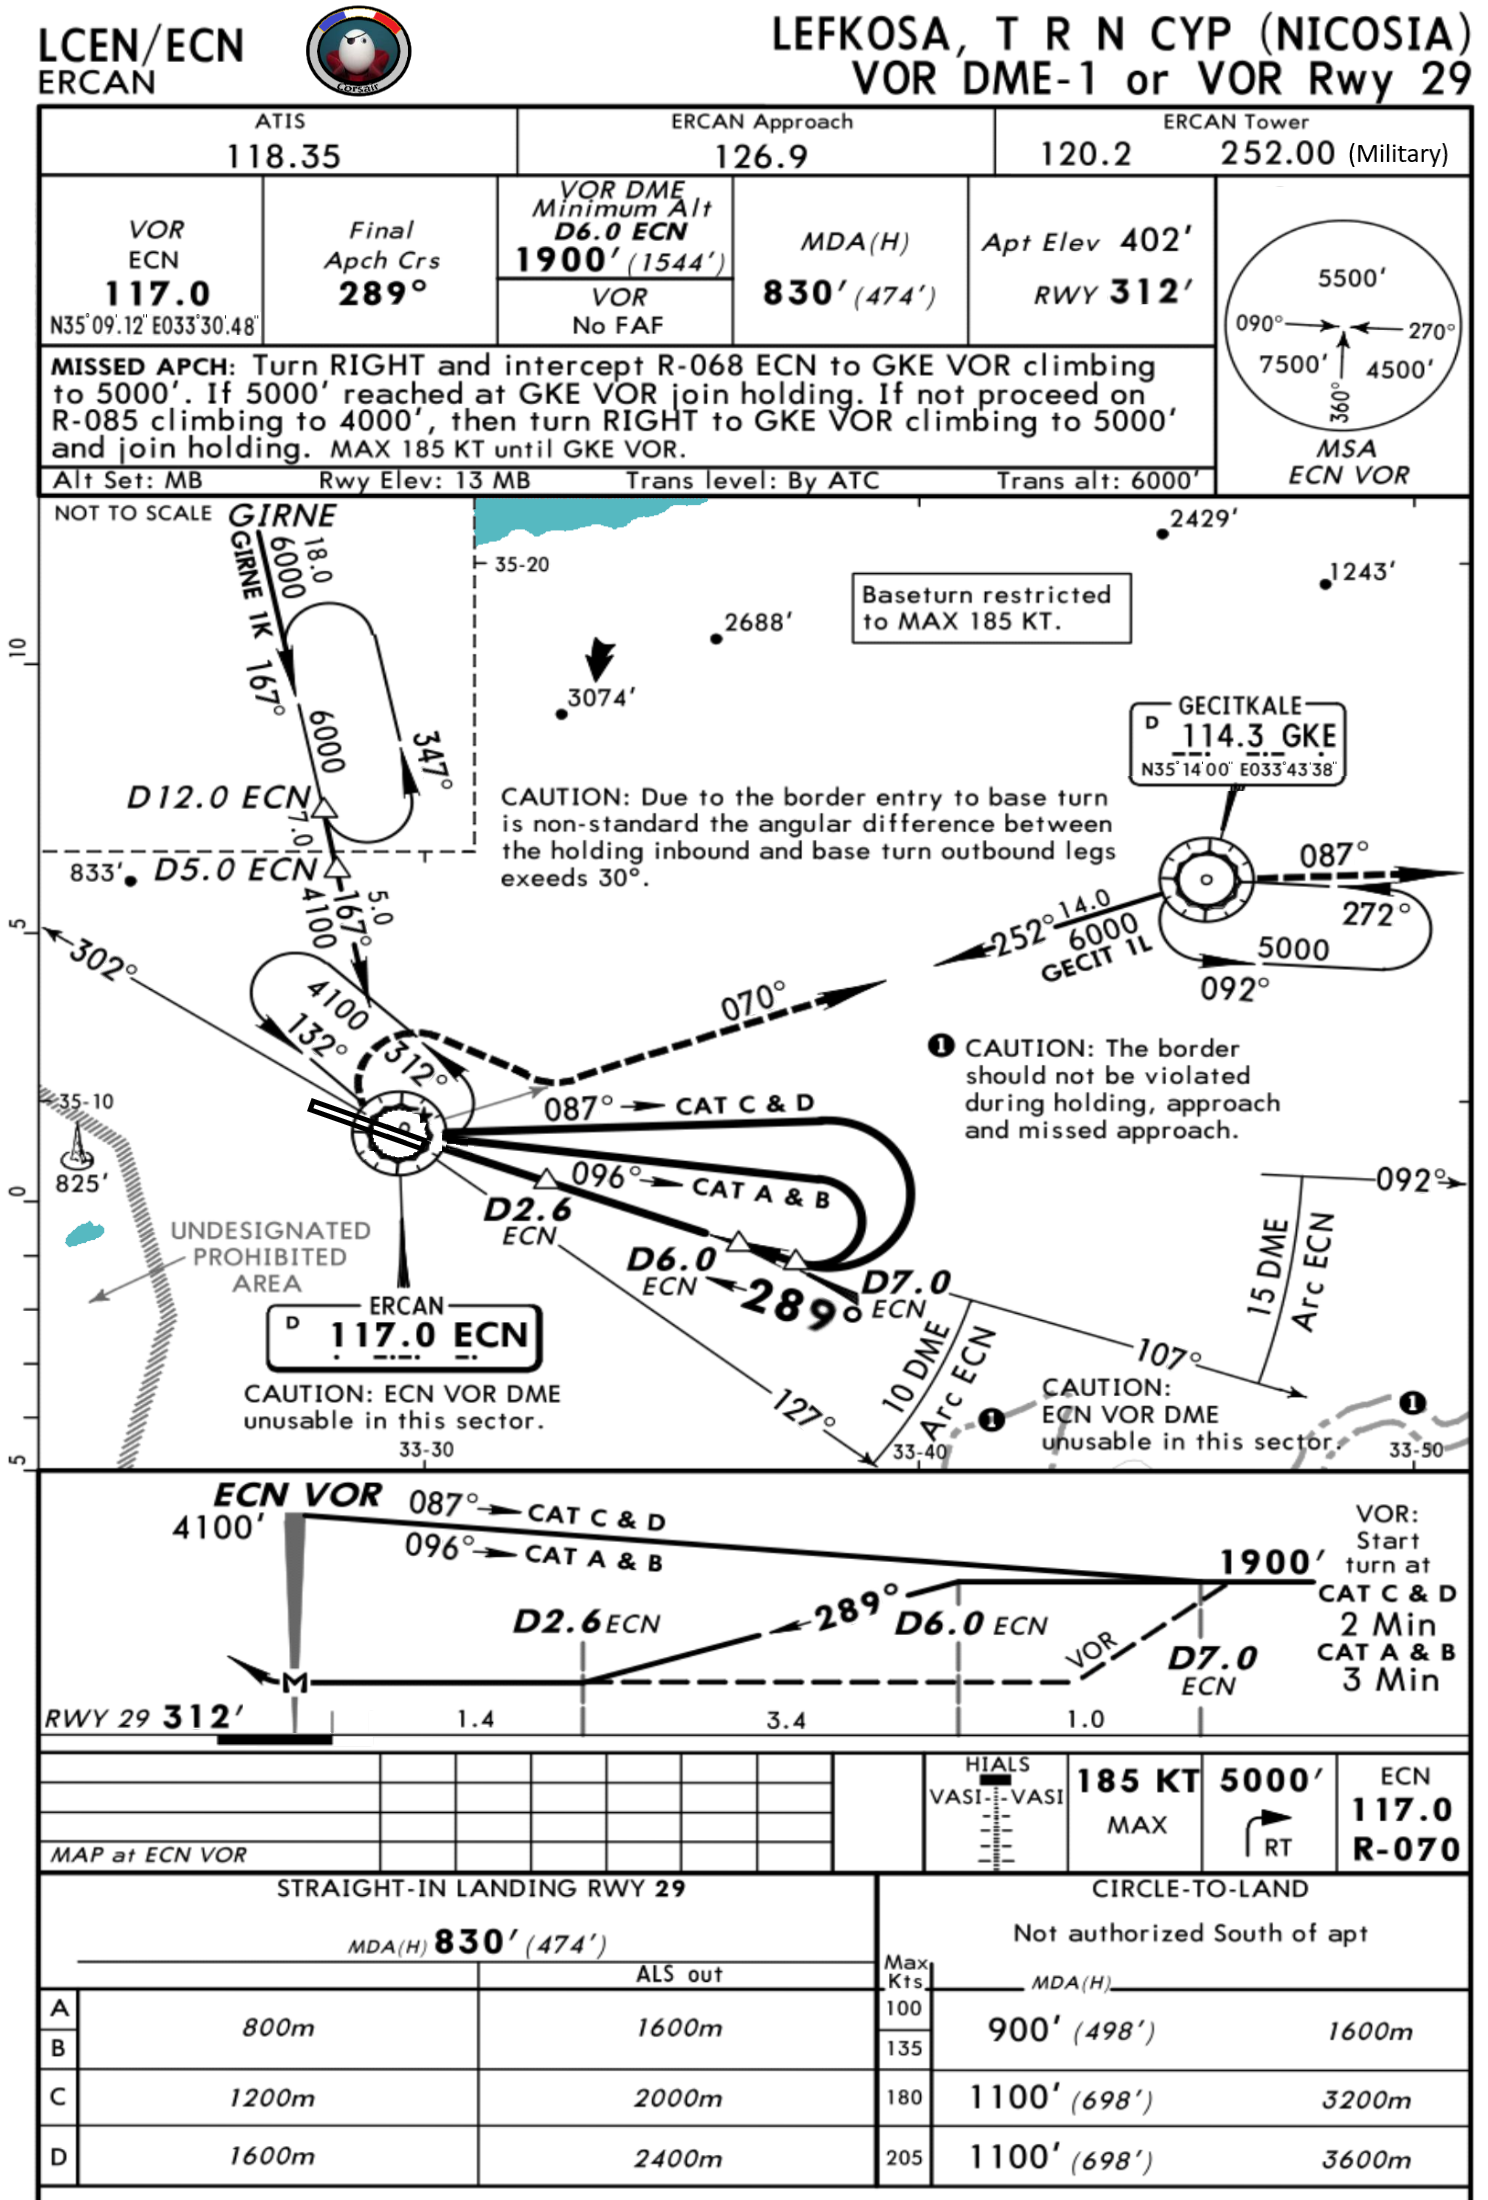 LCEN/ECN
ERCAN
Corsair
LEFKOSA, T R N CYP (NICOSIA)
VOR DME-1 or VOR Rwy 29
ATIS
118.35
ERCAN Approach
126.9
ERCAN Tower
120.2 252.00 (Military)
VOR
ECN
117.0
N35°09'.12" E033°30'.48"
Final
Apch Crs
289°
VOR DME
Minimum Alt
D6.0 ECN
1900' (1544')
VOR
No FAF
MDA(H)
830' (474')
Apt Elev 402'
RWY 312'
5500'
090°
270°
7500'
4500'
360°
MSA
ECN VOR
MISSED APCH: Turn RIGHT and intercept R-068 ECN to GKE VOR climbing
to 5000'. If 5000' reached at GKE VOR join holding. If not proceed on
R-085 climbing to 4000', then turn RIGHT to GKE VOR climbing to 5000'
and join holding. MAX 185 KT until GKE VOR.
Alt Set: MB Rwy Elev: 13 MB Trans level: By ATC Trans alt: 6000'
NOT TO SCALE
GIRNE
GIRNE 1K
6000
18.0
167°
6000
347°
D12.0 ECN
7.0
D5.0 ECN
833'
5.0
4100
167°
35-20
2429'
1243'
2688'
3074'
Baseturn restricted
to MAX 185 KT.
GECITKALE
D 114.3 GKE
N35°14'00" E033°43'38"
CAUTION: Due to the border entry to base turn
is non-standard the angular difference between
the holding inbound and base turn outbound legs
exeeds 30°.
087°
272°
5000
092°
252°
14.0
6000
GECIT 1L
10
5
0
5
302°
4100
132°
312°
070°
1 CAUTION: The border
should not be violated
during holding, approach
and missed approach.
35-10
825'
087° CAT C & D
096° CAT A & B
D2.6
ECN
D6.0
ECN
D7.0
ECN
289°
092°
15 DME
Arc ECN
10 DME
Arc ECN
107°
127°
UNDESIGNATED
PROHIBITED
AREA
ERCAN
D 117.0 ECN
CAUTION: ECN VOR DME
unusable in this sector.
CAUTION:
ECN VOR DME
unusable in this sector.
1
1
33-30
33-40
33-50
ECN VOR
4100'
087° CAT C & D
096° CAT A & B
1900'
VOR:
Start
turn at
CAT C & D
2 Min
CAT A & B
3 Min
289°
D2.6 ECN
D6.0 ECN
VOR
D7.0
ECN
M
RWY 29 312'
1.4
3.4
1.0
MAP at ECN VOR
HIALS
VASI VASI
185 KT
MAX
5000'
RT
ECN
117.0
R-070
STRAIGHT-IN LANDING RWY 29
MDA(H) 830' (474')
ALS out
CIRCLE-TO-LAND
Not authorized South of apt
Max
Kts
MDA(H)
A
B
800m
1600m
100
135
900' (498')
1600m
C
1200m
2000m
180
1100' (698')
3200m
D
1600m
2400m
205
1100' (698')
3600m